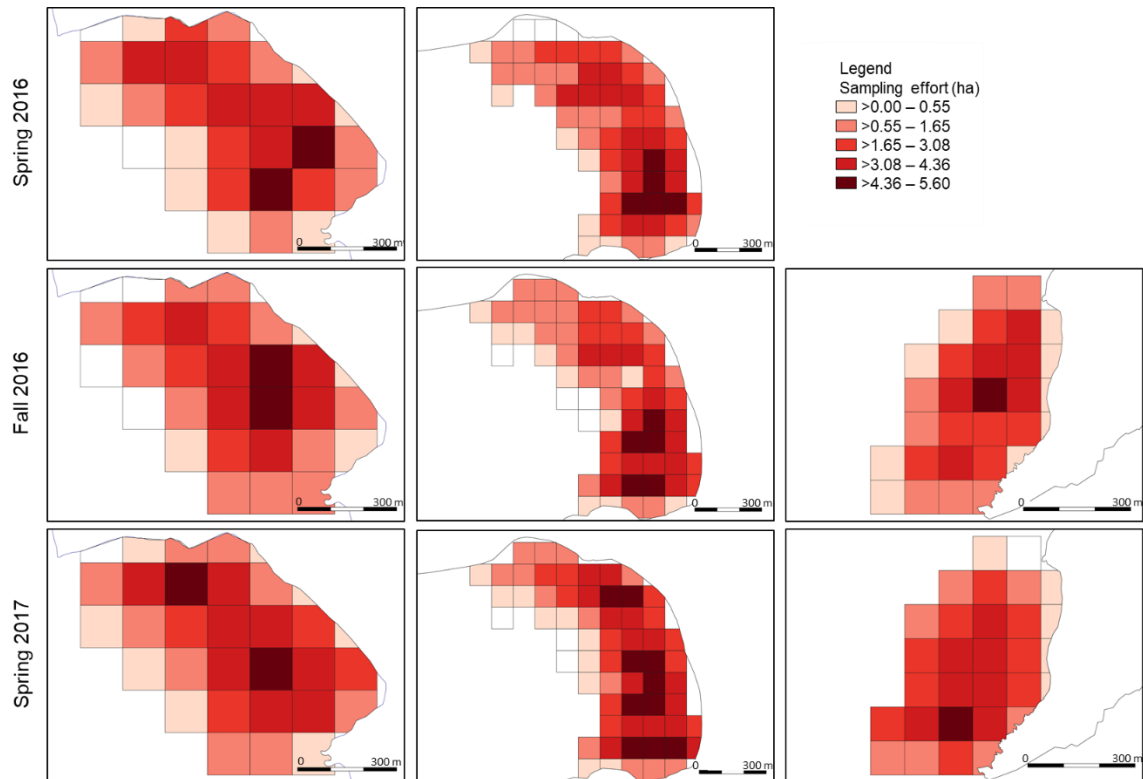 Spring 2016
0 300 m
0 300 m
Legend
Sampling effort (ha)
>0.00 – 0.55
>0.55 – 1.65
>1.65 – 3.08
>3.08 – 4.36
>4.36 – 5.60
Fall 2016
0 300 m
0 300 m
0 300 m
Spring 2017
0 300 m
0 300 m
0 300 m